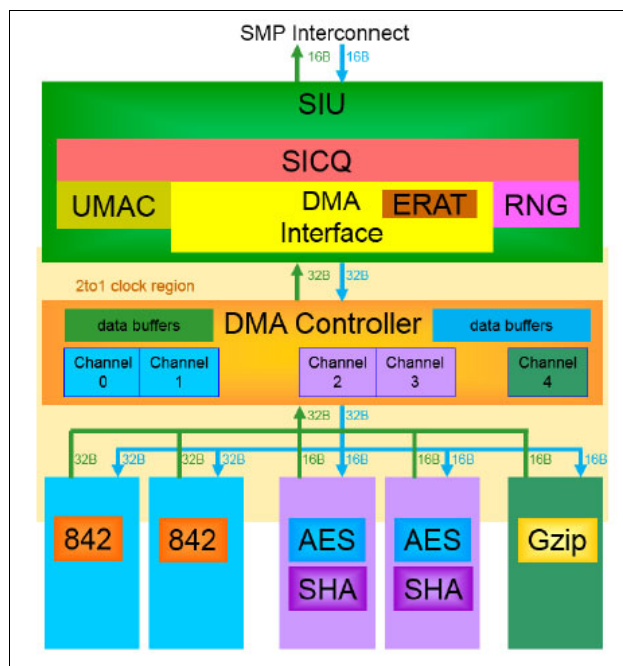 SMP Interconnect
16B 16B
SIU
SICQ
UMAC DMA Interface ERAT RNG
32B 32B
2to1 clock region
data buffers DMA Controller data buffers
Channel 0 Channel 1 Channel 2 Channel 3 Channel 4
32B 32B
32B 32B 32B 32B 16B 16B 16B 16B 16B 16B
842 842 AES AES Gzip
SHA SHA